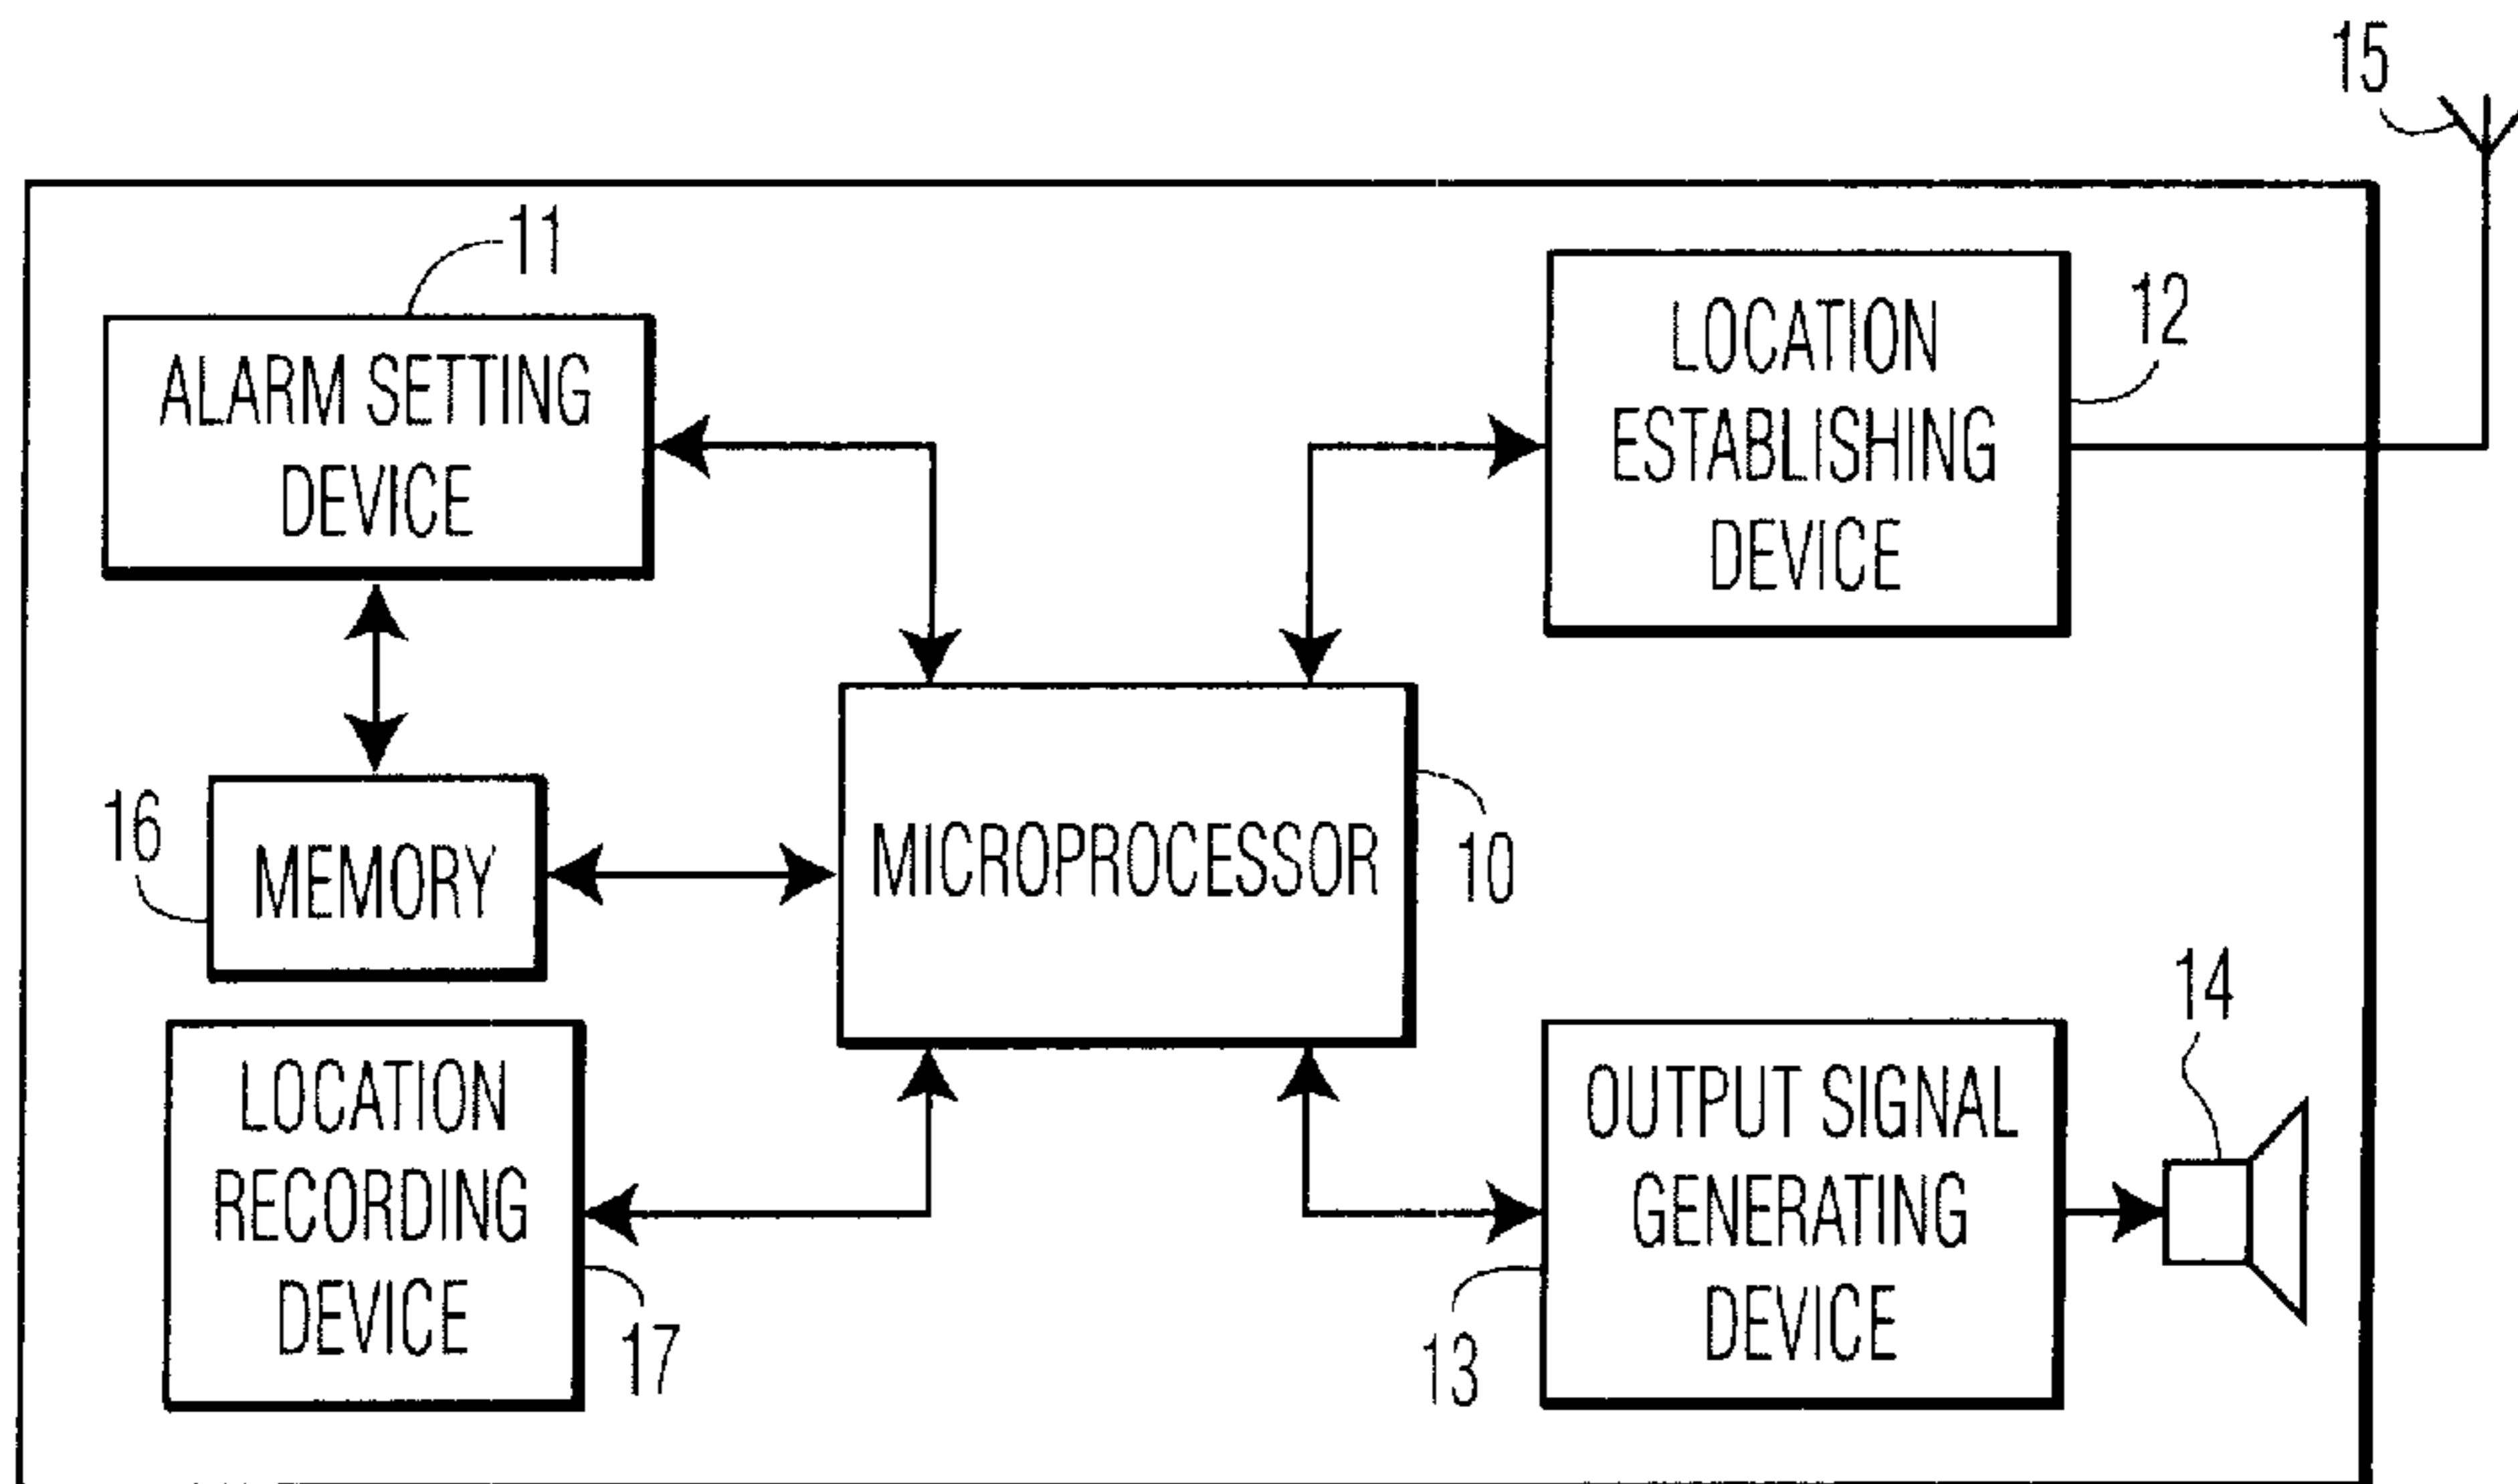 15
11
ALARM SETTING
DEVICE
LOCATION
ESTABLISHING
DEVICE
12
16
MEMORY
MICROPROCESSOR
10
LOCATION
RECORDING
DEVICE
17
OUTPUT SIGNAL
GENERATING
DEVICE
13
14